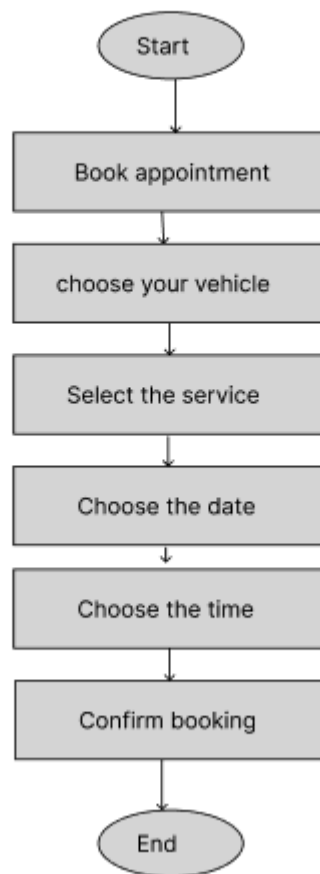 Start
Book appointment
choose your vehicle
Select the service
Choose the date
Choose the time
Confirm booking
End